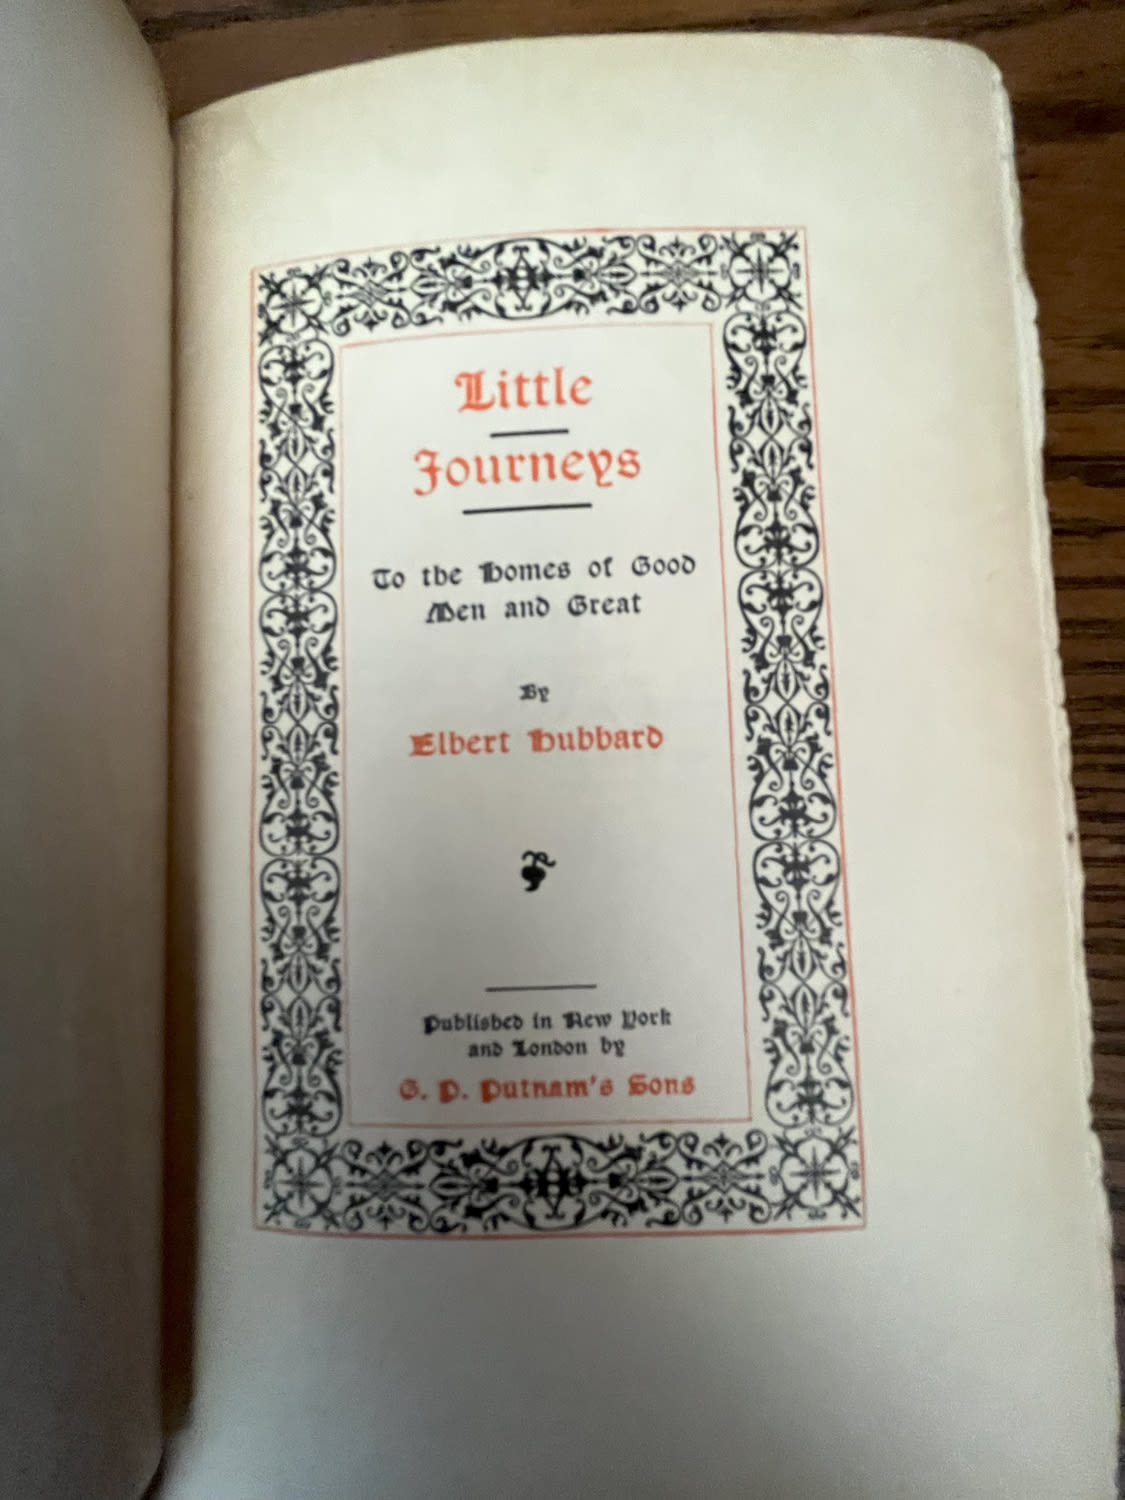 Little
Journeys
To the Homes of Good
Men and Great
By
Elbert Hubbard
Published in New York
and London by
G. P. Putnam's Sons